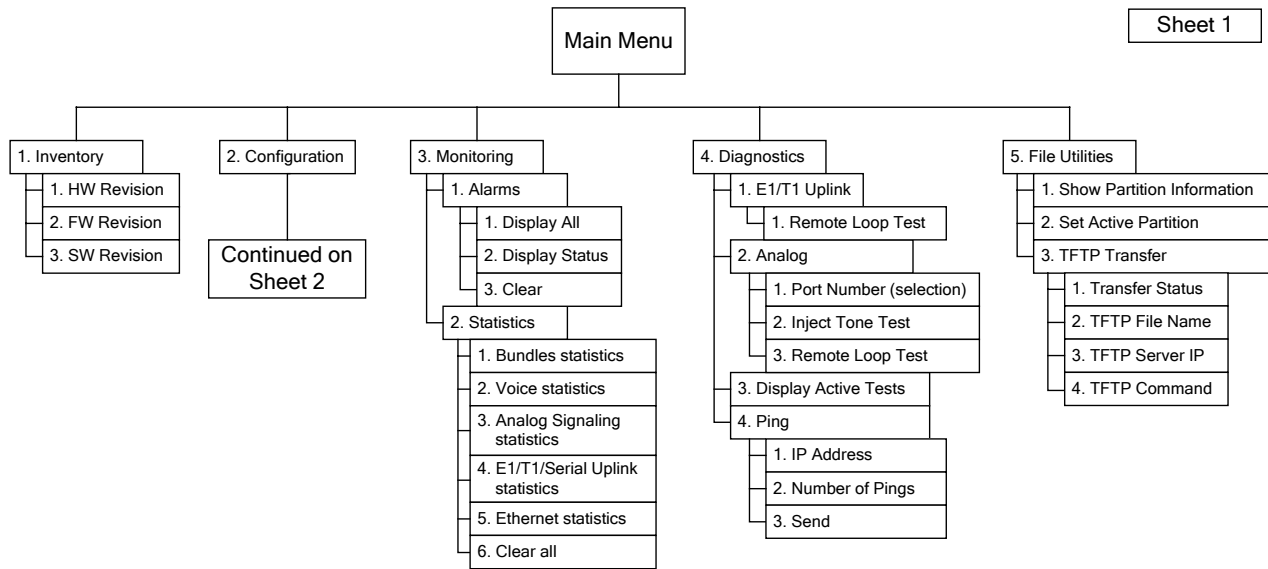 Main Menu
Sheet 1
1. Inventory
1. HW Revision
2. FW Revision
3. SW Revision
2. Configuration
Continued on
Sheet 2
3. Monitoring
1. Alarms
1. Display All
2. Display Status
3. Clear
2. Statistics
1. Bundles statistics
2. Voice statistics
3. Analog Signaling
statistics
4. E1/T1/Serial Uplink
statistics
5. Ethernet statistics
6. Clear all
4. Diagnostics
1. E1/T1 Uplink
1. Remote Loop Test
2. Analog
1. Port Number (selection)
2. Inject Tone Test
3. Remote Loop Test
3. Display Active Tests
4. Ping
1. IP Address
2. Number of Pings
3. Send
5. File Utilities
1. Show Partition Information
2. Set Active Partition
3. TFTP Transfer
1. Transfer Status
2. TFTP File Name
3. TFTP Server IP
4. TFTP Command